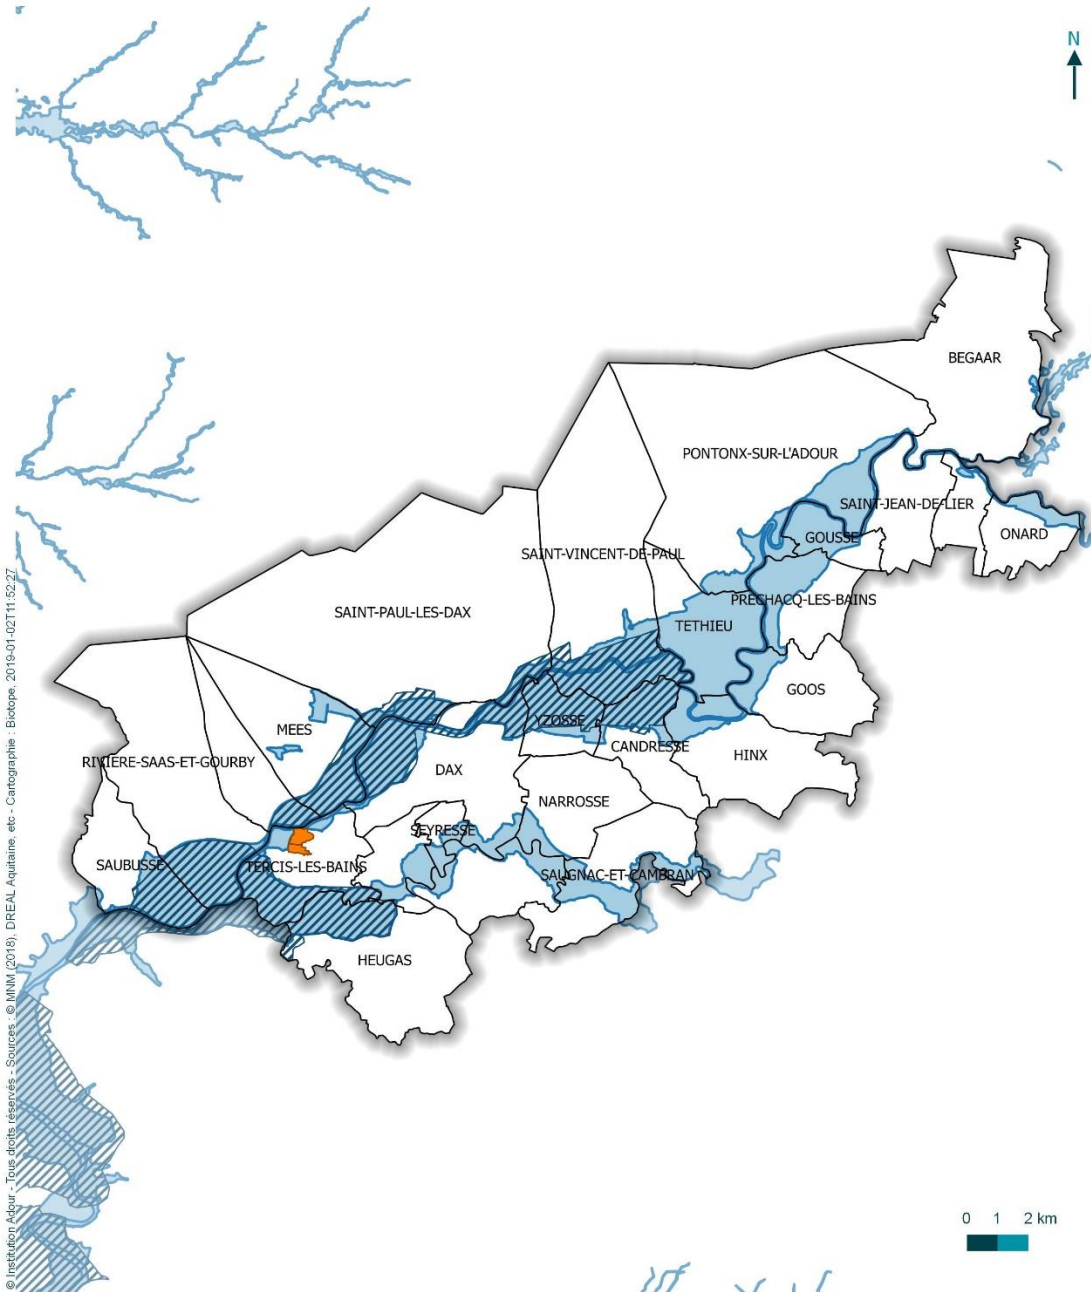 N
BEGAAR
PONTONX-SUR-L'ADOUR
SAINT-JEAN-DE-LIER
ONARD
GOUSSE
SAINT-VINCENT-DE-PAUL
PRECHACQ-LES-BAINS
SAINT-PAUL-LES-DAX
TETHIEU
GOOS
MEES
YZOSSE
CANDRESSE
HINX
RIVIERE-SAAS-ET-GOURBY
DAX
NARROSSE
SEYRESSE
SAUBUSSE
TERCIS-LES-BAINS
SAUGNAC-ET-CAMBRAN
HEUGAS
0 1 2 km
© Institution Adour - Tous droits réservés - Sources : © MNM (2018), DREAL Aquitaine, etc - Cartographie : Biotope, 2019-01-02T11:52:27